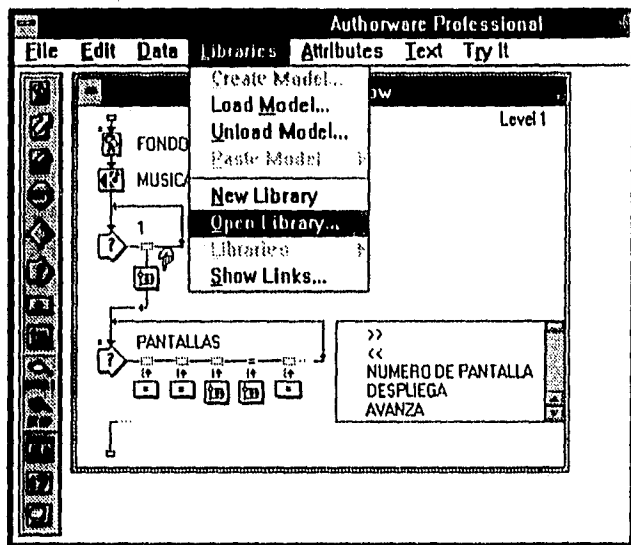 Authorware Professional
File Edit Data Libraries Attributes Text Try It
Create Model...
Load Model...
Unload Model...
Paste Model
New Library
Open Library...
Libraries
Show Links...
ow
Level 1
FONDO
MUSICA
1
PANTALLAS
>>
<<
NUMERO DE PANTALLA
DESPLIEGA
AVANZA